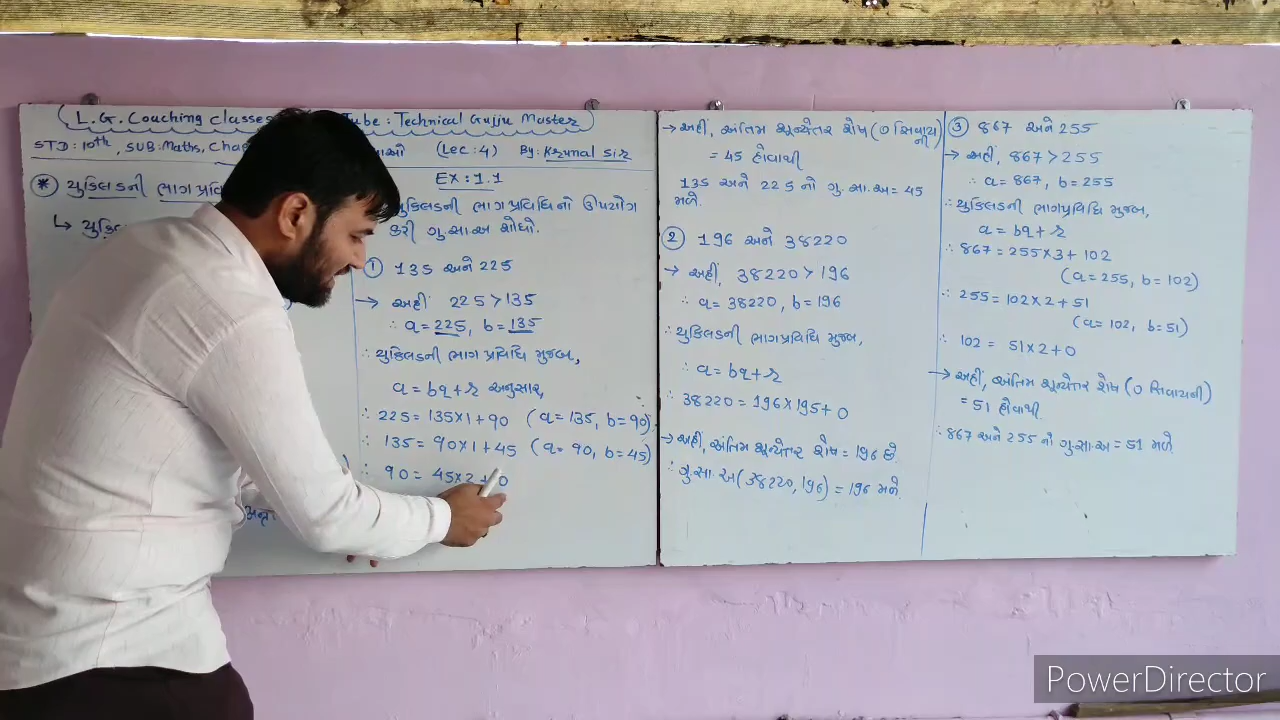 L.G. Coaching classes Tube : Technical Gujju Master
STD : 10th, SUB : Maths, (Lec : 4) By : Krunal Sir
* યુક્લિડની ભાગ પ્રવિ
EX : 1.1
યુક્લિડની ભાગ પ્રવિધિનો ઉપયોગ
કરી ગુ.સા.અ શોધો.
① 135 અને 225
→ અહીં 225 > 135
∴ a = 225, b = 135
∴ યુક્લિડની ભાગ પ્રવિધિ મુજબ,
a = bq + r અનુસાર,
∴ 225 = 135×1 + 90 (a = 135, b = 90)
∴ 135 = 90×1 + 45 (a = 90, b = 45)
∴ 90 = 45×2 + 0
→ અહીં, અંતિમ શૂન્યેતર શેષ (0 સિવાયની)
= 45 હોવાથી
135 અને 225 નો ગુ.સા.અ = 45
મળે.
② 196 અને 38220
→ અહીં, 38220 > 196
∴ a = 38220, b = 196
∴ યુક્લિડની ભાગપ્રવિધિ મુજબ,
∴ a = bq + r
∴ 38220 = 196×195 + 0
→ અહીં, અંતિમ શૂન્યેતર શેષ = 196 છે.
∴ ગુ.સા.અ (38220, 196) = 196 મળે.
③ 867 અને 255
→ અહીં, 867 > 255
∴ a = 867, b = 255
∴ યુક્લિડની ભાગપ્રવિધિ મુજબ,
a = bq + r
∴ 867 = 255×3 + 102
(a = 255, b = 102)
∴ 255 = 102×2 + 51
(a = 102, b = 51)
∴ 102 = 51×2 + 0
→ અહીં, અંતિમ શૂન્યેતર શેષ (0 સિવાયની)
= 51 હોવાથી
∴ 867 અને 255 નો ગુ.સા.અ = 51 મળે.
PowerDirector